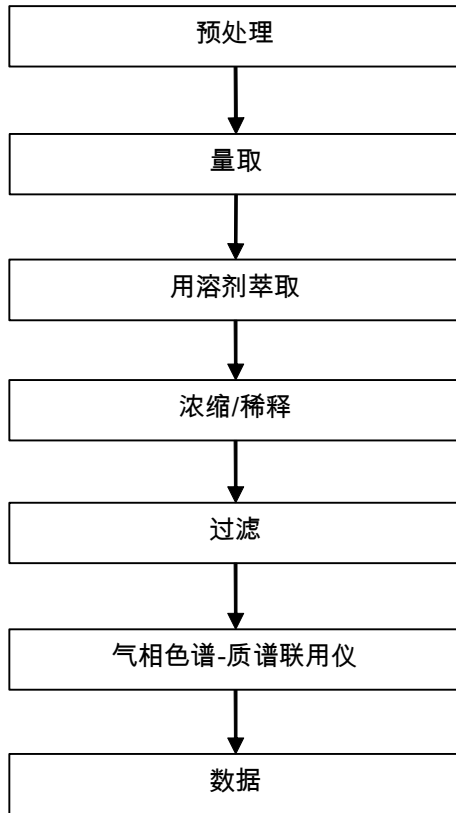 预处理
量取
用溶剂萃取
浓缩/稀释
过滤
气相色谱-质谱联用仪
数据